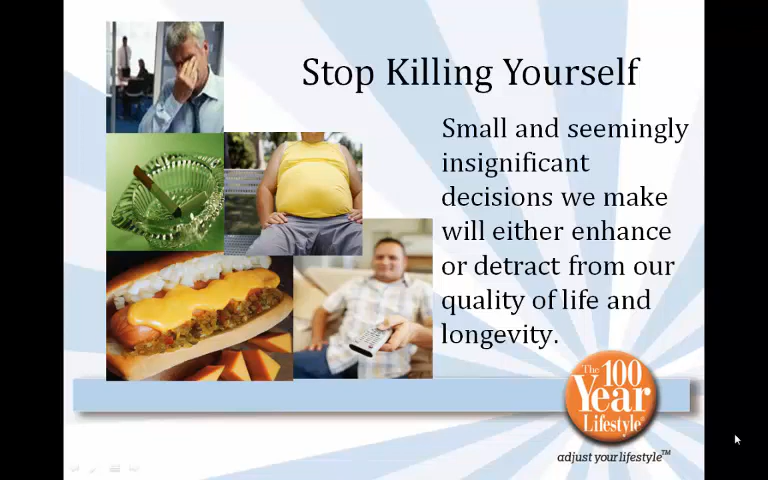 Stop Killing Yourself
Small and seemingly
insignificant
decisions we make
will either enhance
or detract from our
quality of life and
longevity.
The 100
Year
Lifestyle®
adjust your lifestyle™